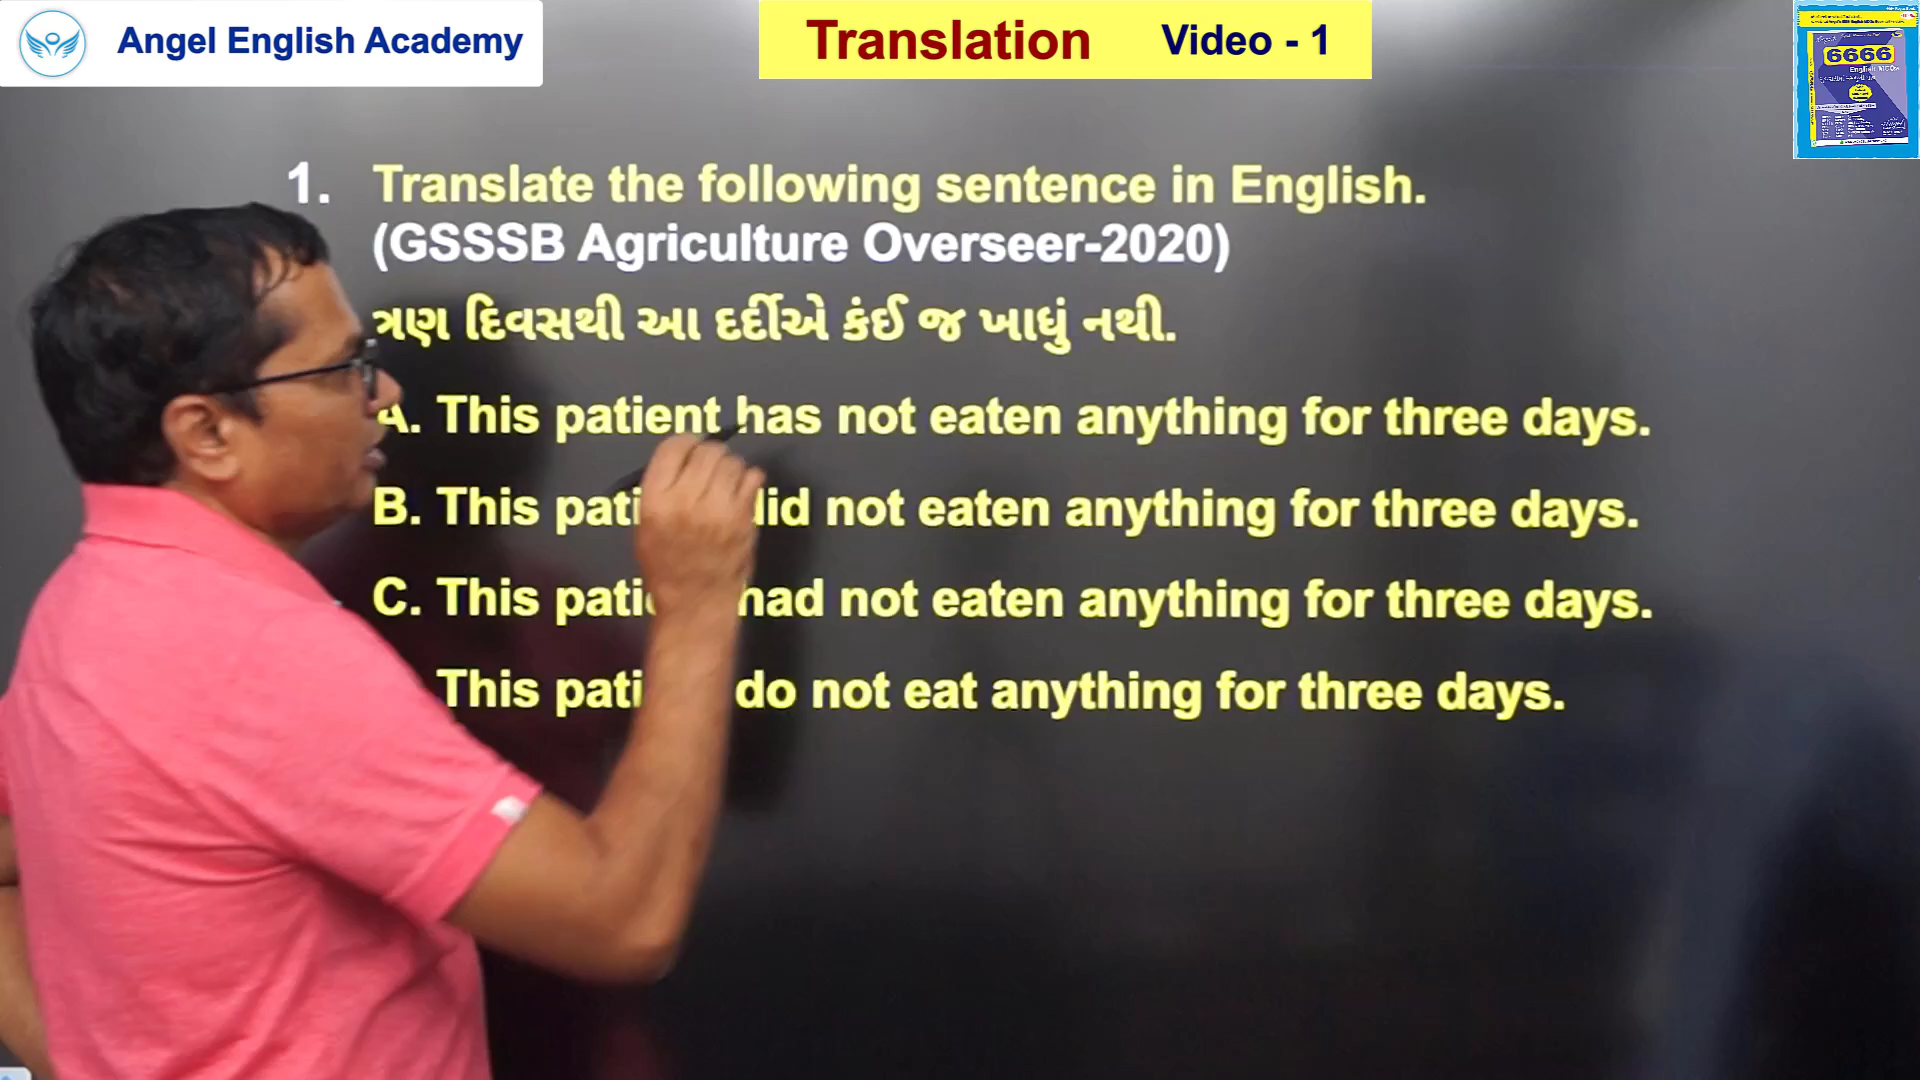 Angel English Academy
Translation Video - 1
6666
English MCQs
1. Translate the following sentence in English.
(GSSSB Agriculture Overseer-2020)
ત્રણ દિવસથી આ દર્દીએ કંઈ જ ખાધું નથી.
A. This patient has not eaten anything for three days.
B. This pati did not eaten anything for three days.
C. This pati had not eaten anything for three days.
This pati do not eat anything for three days.